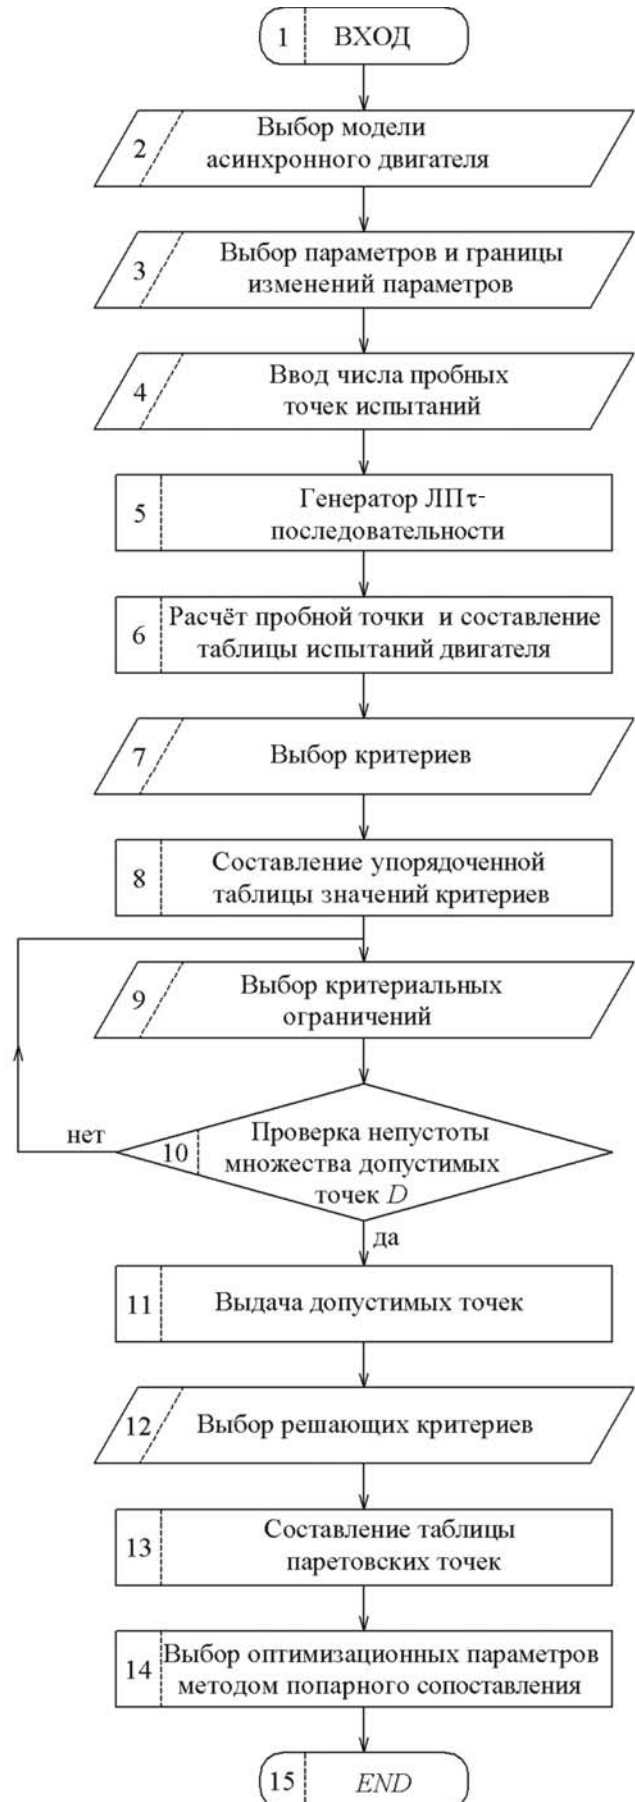 1 ВХОД
Выбор модели
2 асинхронного двигателя
Выбор параметров и границы
3 изменений параметров
Ввод числа пробных
4 точек испытаний
Генератор ЛПτ-
5 последовательности
Расчёт пробной точки и составление
6 таблицы испытаний двигателя
7 Выбор критериев
Составление упорядоченной
8 таблицы значений критериев
Выбор критериальных
9 ограничений
нет
Проверка непустоты
10 множества допустимых
точек D
да
11 Выдача допустимых точек
12 Выбор решающих критериев
Составление таблицы
13 паретовских точек
Выбор оптимизационных параметров
14 методом попарного сопоставления
15 END